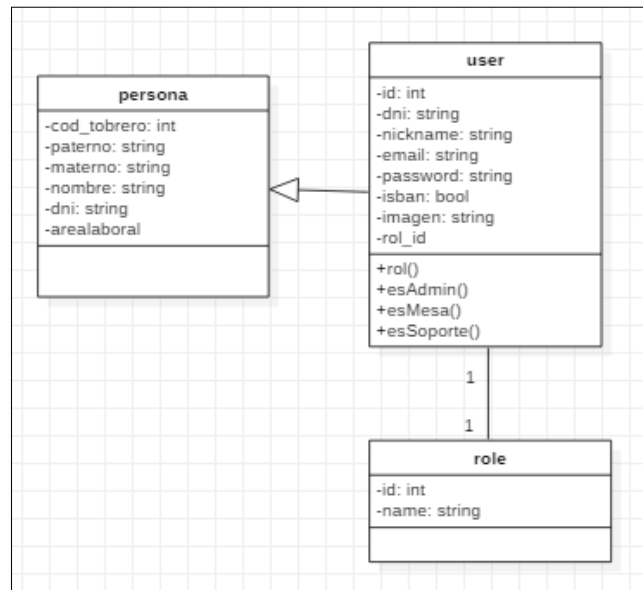 persona
-cod_tobrero: int
-paterno: string
-materno: string
-nombre: string
-dni: string
-arealaboral
user
-id: int
-dni: string
-nickname: string
-email: string
-password: string
-isban: bool
-imagen: string
-rol_id
+rol()
+esAdmin()
+esMesa()
+esSoporte()
1
1
role
-id: int
-name: string